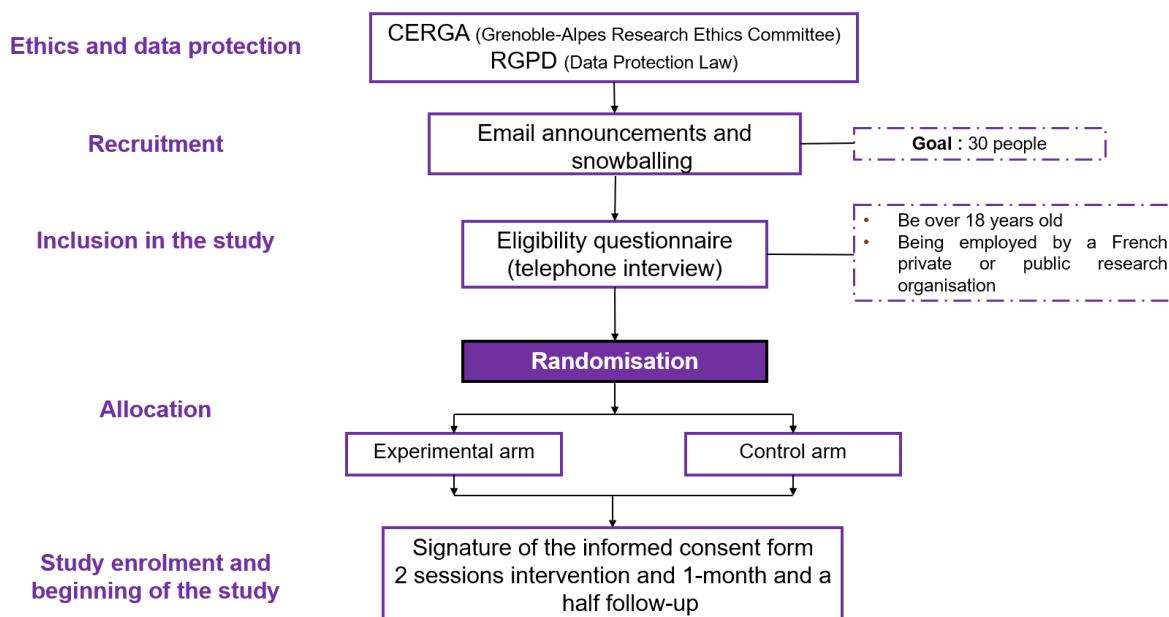 Ethics and data protection
CERGA (Grenoble-Alpes Research Ethics Committee)
RGPD (Data Protection Law)
Recruitment
Email announcements and
snowballing
Goal : 30 people
Inclusion in the study
Eligibility questionnaire
(telephone interview)
• Be over 18 years old
• Being employed by a French
private or public research
organisation
Randomisation
Allocation
Experimental arm
Control arm
Study enrolment and
beginning of the study
Signature of the informed consent form
2 sessions intervention and 1-month and a
half follow-up